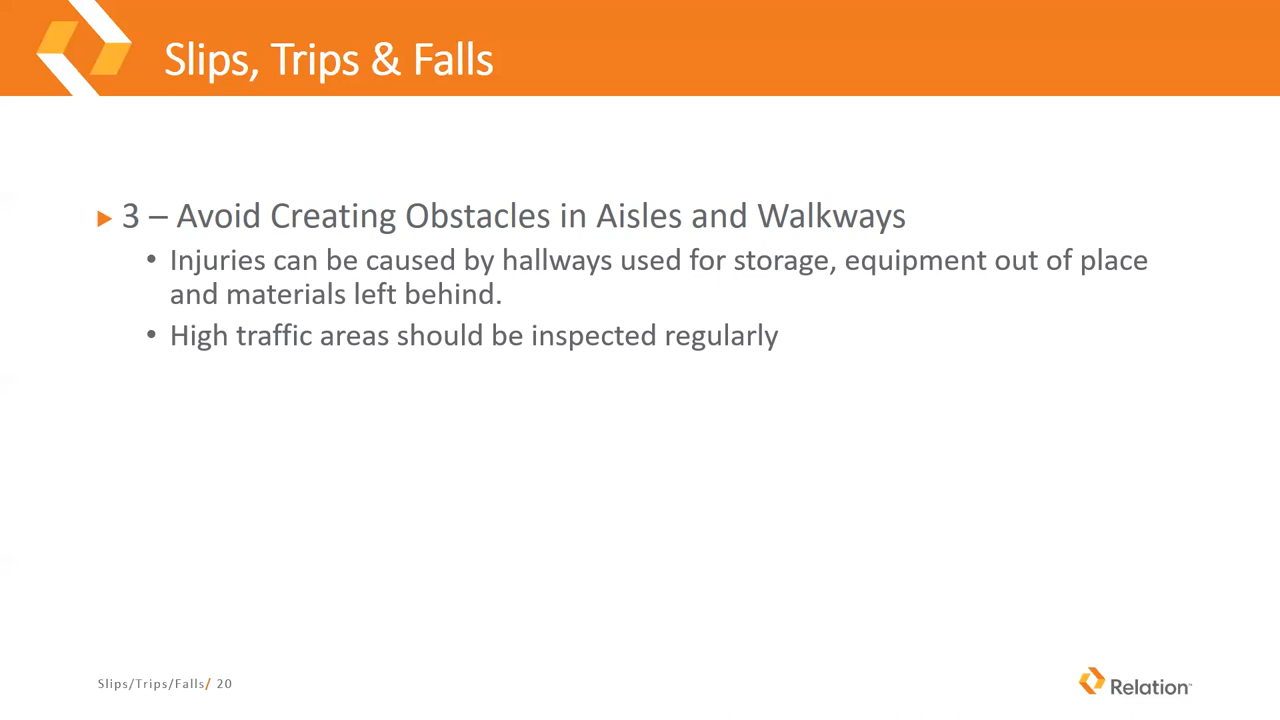 Slips, Trips & Falls
3 – Avoid Creating Obstacles in Aisles and Walkways
• Injuries can be caused by hallways used for storage, equipment out of place
and materials left behind.
• High traffic areas should be inspected regularly
Slips/Trips/Falls/ 20
Relation™